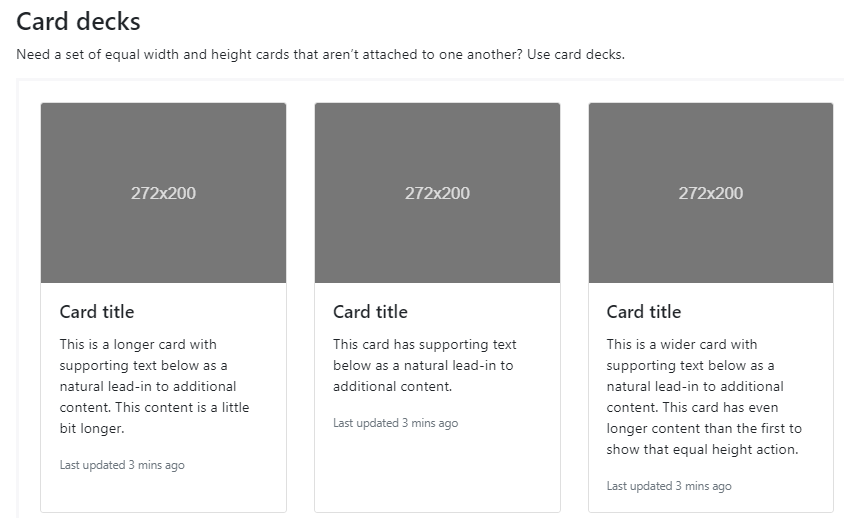 Card decks
Need a set of equal width and height cards that aren’t attached to one another? Use card decks.
272x200
Card title
This is a longer card with
supporting text below as a
natural lead-in to additional
content. This content is a little
bit longer.
Last updated 3 mins ago
272x200
Card title
This card has supporting text
below as a natural lead-in to
additional content.
Last updated 3 mins ago
272x200
Card title
This is a wider card with
supporting text below as a
natural lead-in to additional
content. This card has even
longer content than the first to
show that equal height action.
Last updated 3 mins ago